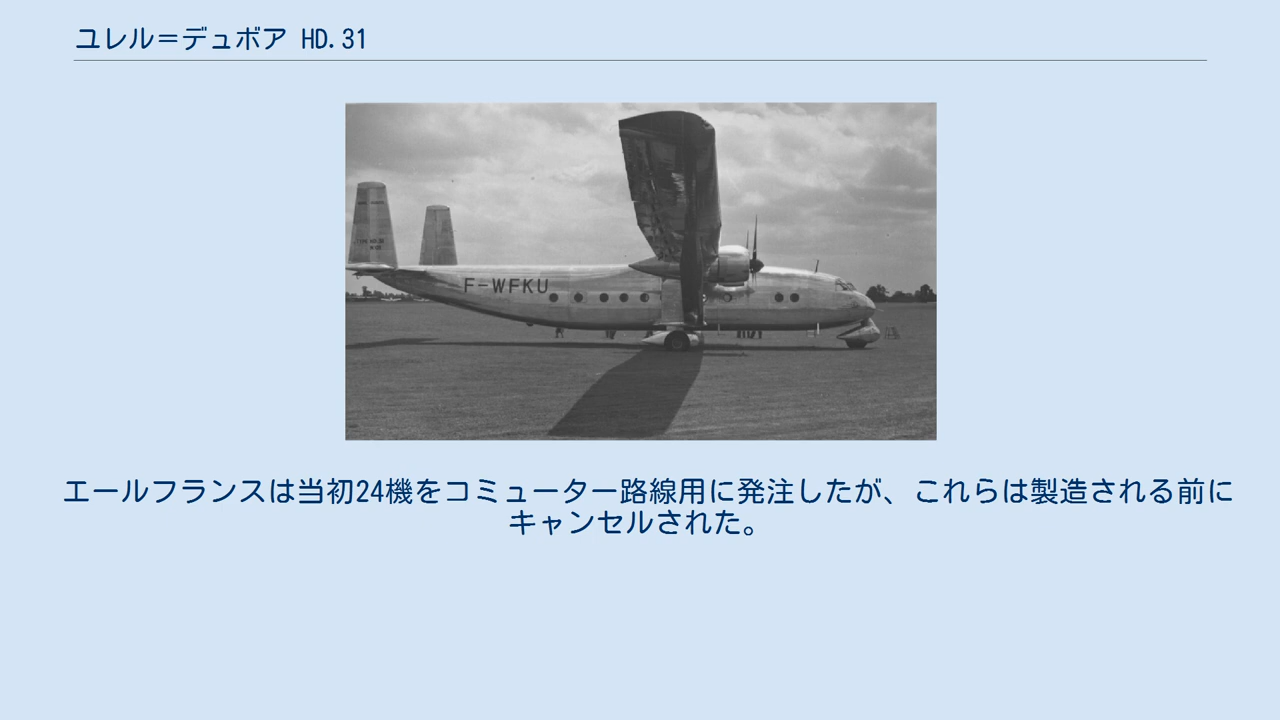 ユレル＝デュボア HD.31
F-WFKU
エールフランスは当初24機をコミューター路線用に発注したが、これらは製造される前に
キャンセルされた。